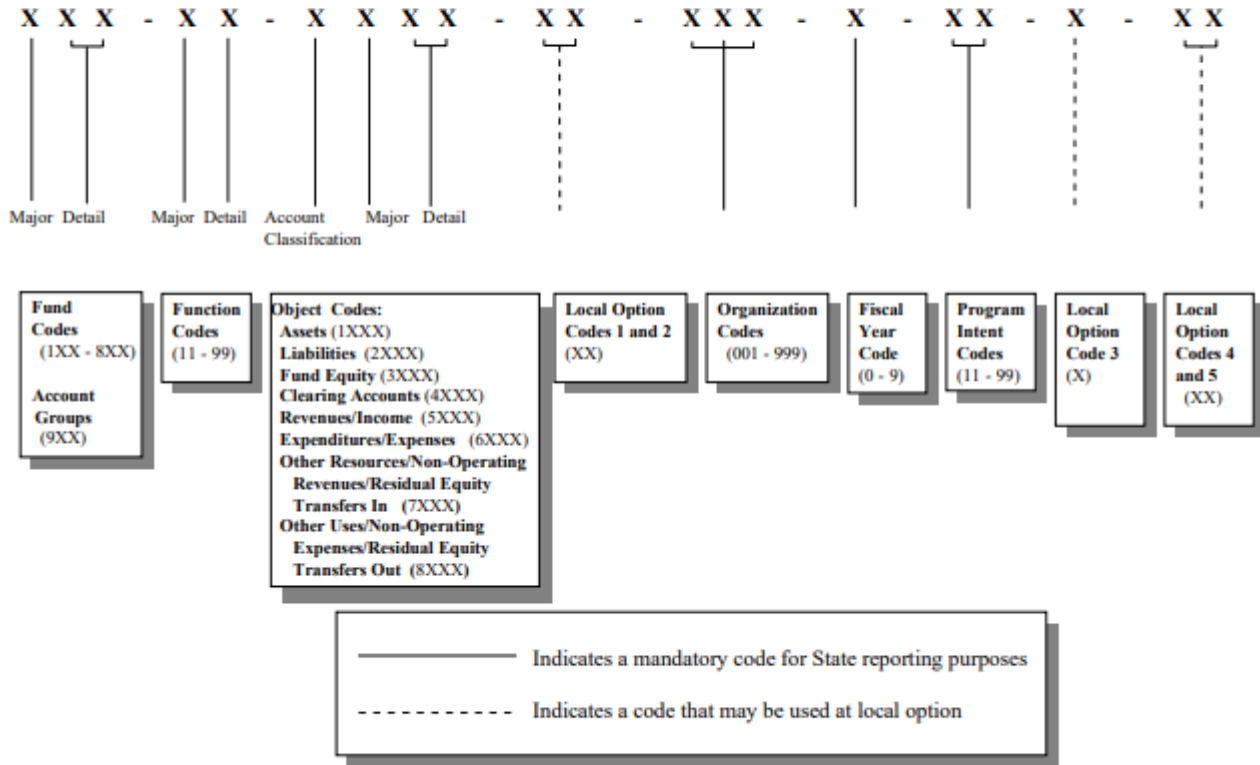 X X X - X X - X X X X - X X - X X X - X - X X - X - X X
Major Detail Major Detail Account Major Detail
Classification
Fund
Codes
(1XX - 8XX)
Account
Groups
(9XX)
Function
Codes
(11 - 99)
Object Codes:
Assets (1XXX)
Liabilities (2XXX)
Fund Equity (3XXX)
Clearing Accounts (4XXX)
Revenues/Income (5XXX)
Expenditures/Expenses (6XXX)
Other Resources/Non-Operating
Revenues/Residual Equity
Transfers In (7XXX)
Other Uses/Non-Operating
Expenses/Residual Equity
Transfers Out (8XXX)
Local Option
Codes 1 and 2
(XX)
Organization
Codes
(001 - 999)
Fiscal
Year
Code
(0 - 9)
Program
Intent
Codes
(11 - 99)
Local
Option
Code 3
(X)
Local
Option
Codes 4
and 5
(XX)
Indicates a mandatory code for State reporting purposes
Indicates a code that may be used at local option